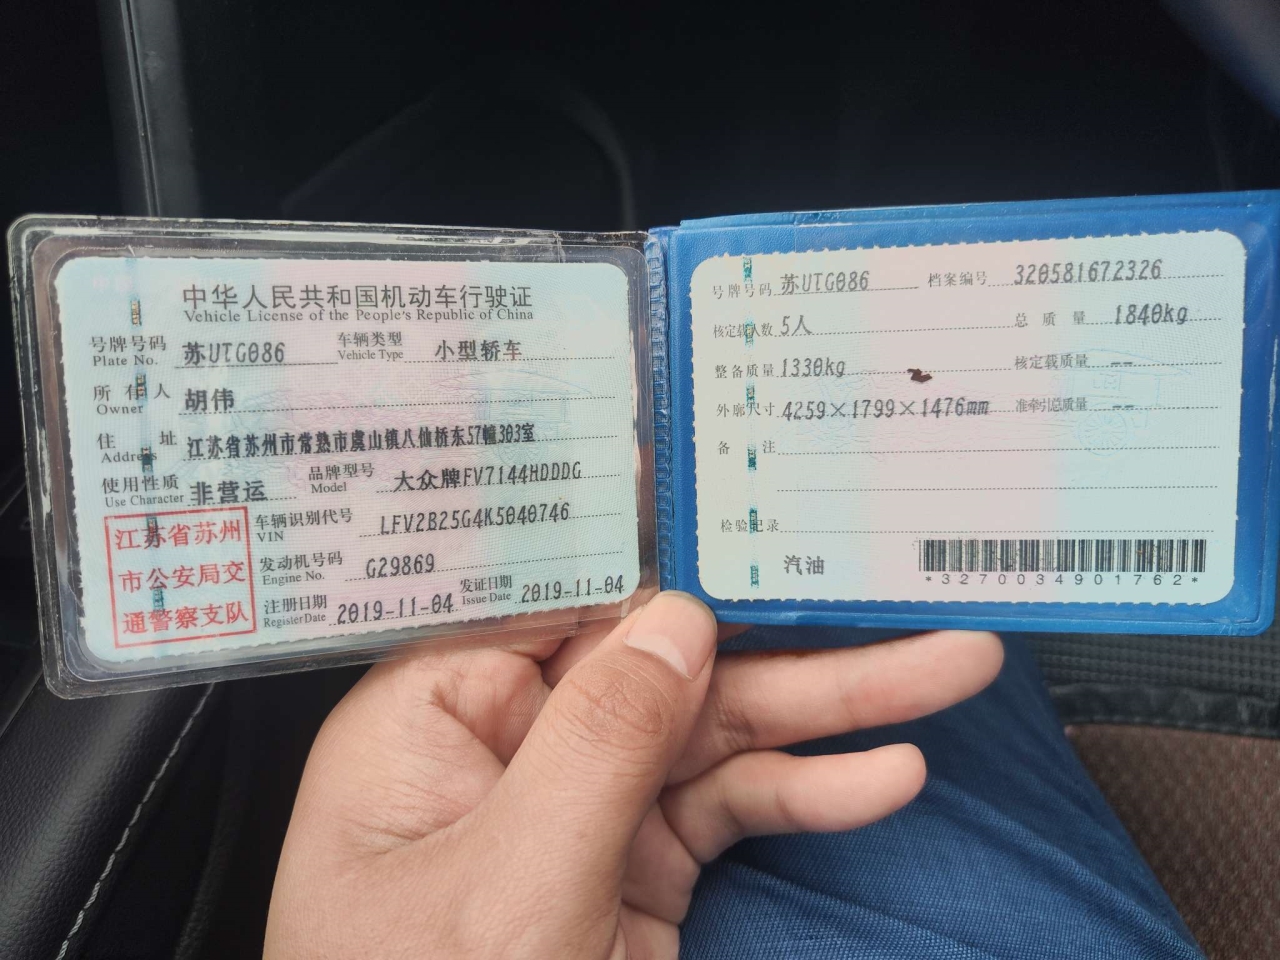 中华人民共和国机动车行驶证
Vehicle License of the People's Republic of China
号牌号码 苏UTG086 车辆类型 小型轿车
Plate No. Vehicle Type
所有人 胡伟
Owner
住址 江苏省苏州市常熟市虞山镇八仙桥东57幢303室
Address
使用性质 非营运 品牌型号 大众牌FV7144HDDDG
Use Character Model
车辆识别代号 LFV2B25G4K5040746
VIN
发动机号码 G29869
Engine No.
注册日期 2019-11-04 发证日期 2019-11-04
Register Date Issue Date
江苏省苏州
市公安局交
通警察支队
号牌号码 苏UTG086 档案编号 320581672326
核定载人数 5人 总质量 1840kg
整备质量 1330kg 核定载质量 --
外廓尺寸 4259×1799×1476mm 准牵引总质量 --
备注
检验记录
汽油
*3270034901762*